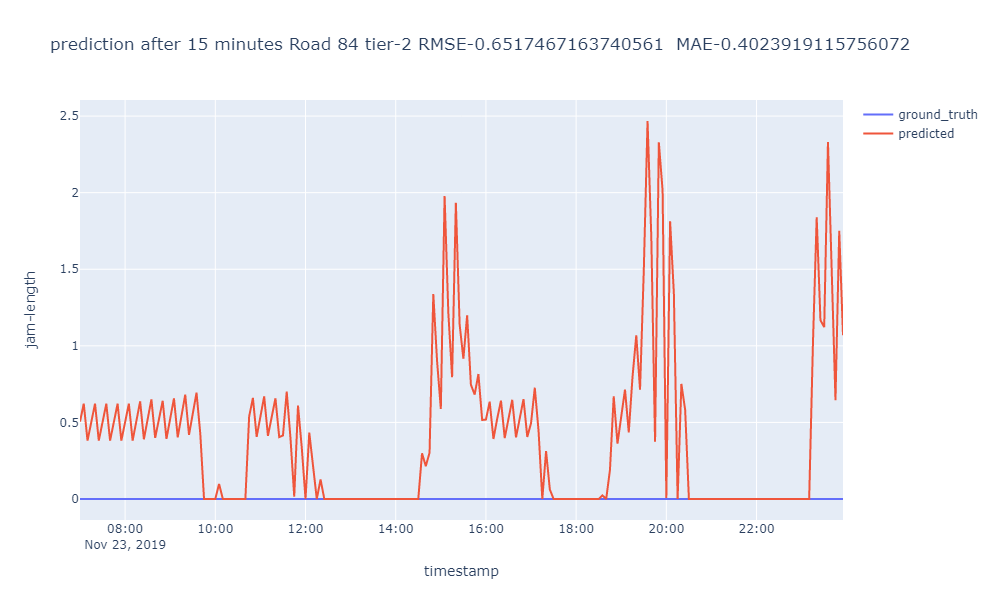 prediction after 15 minutes Road 84 tier-2 RMSE-0.6517467163740561  MAE-0.4023919115756072
ground_truth
predicted
2.5
2
1.5
1
0.5
0
jam-length
08:00 10:00 12:00 14:00 16:00 18:00 20:00 22:00
Nov 23, 2019
timestamp